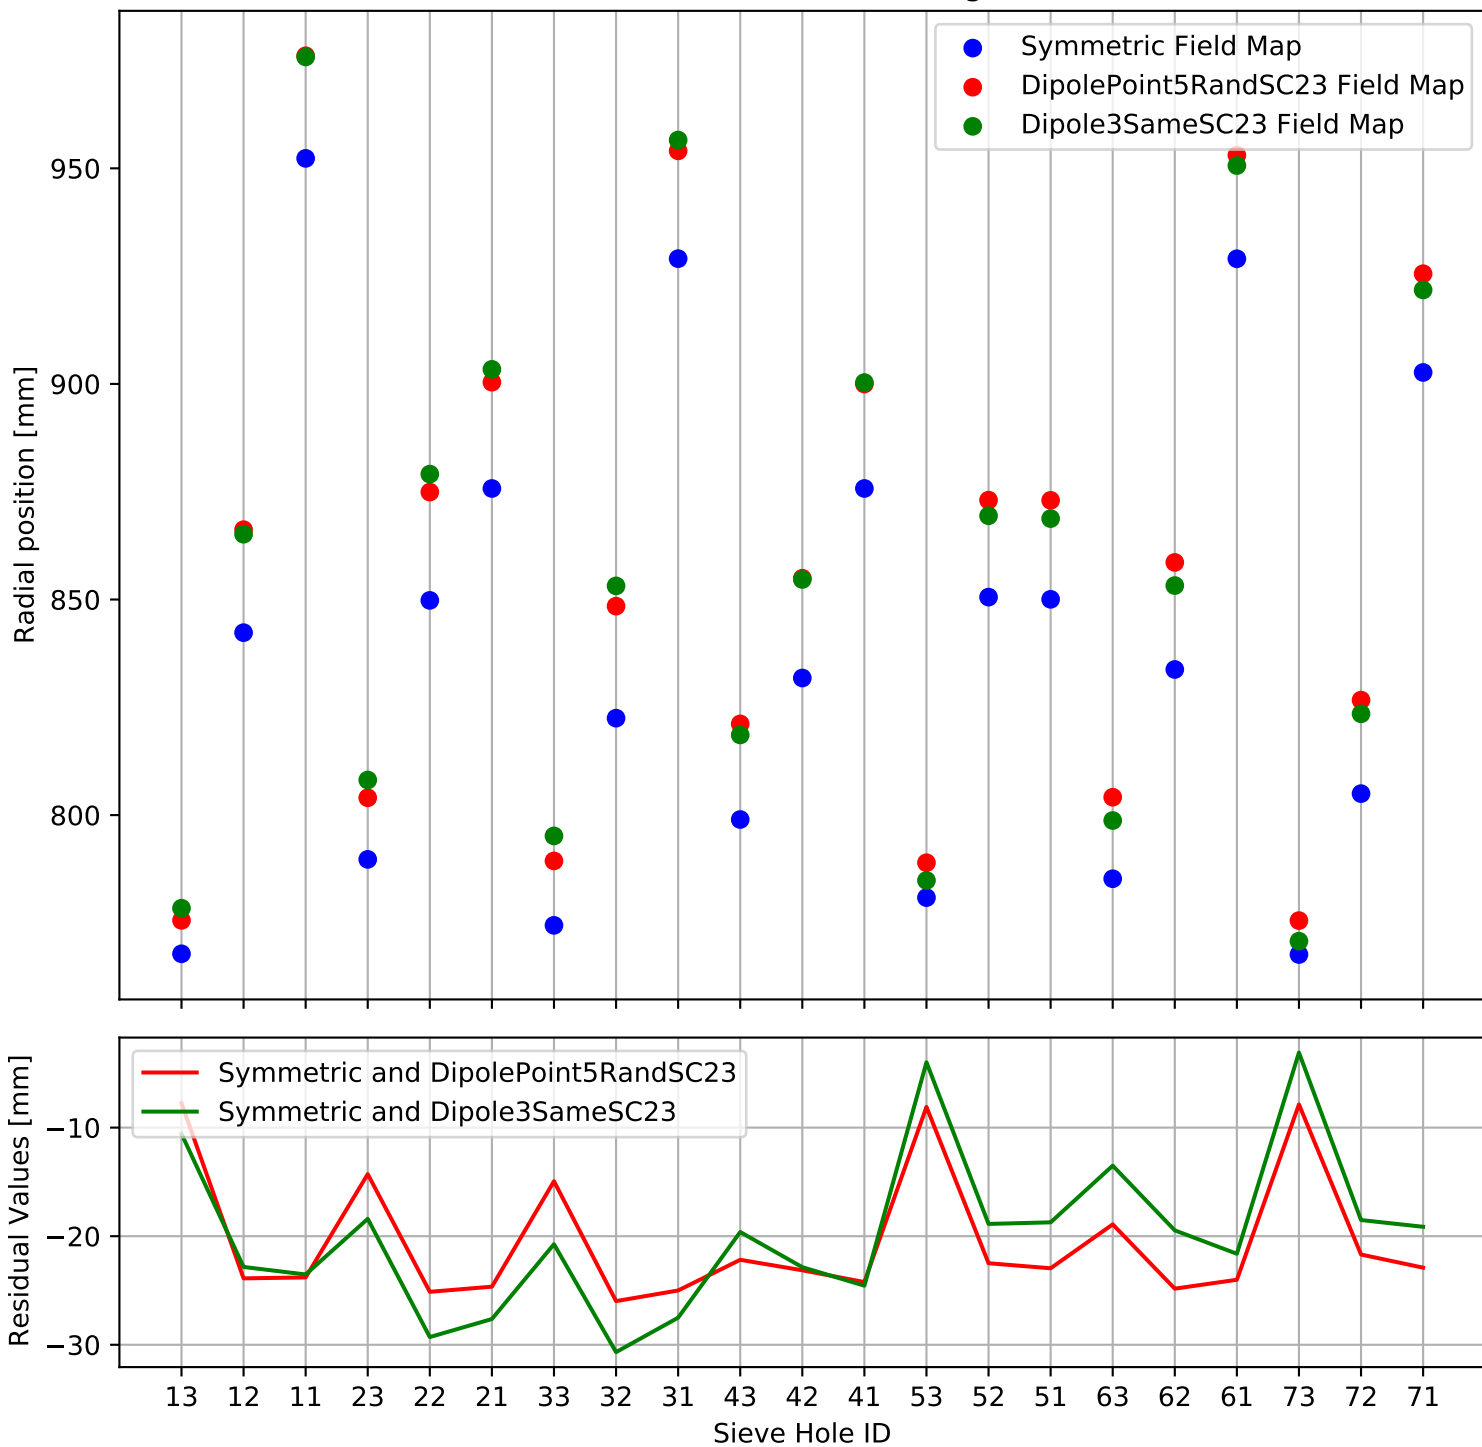 Symmetric Field Map
DipolePoint5RandSC23 Field Map
Dipole3SameSC23 Field Map
Radial position [mm]
950
900
850
800
Symmetric and DipolePoint5RandSC23
Symmetric and Dipole3SameSC23
Residual Values [mm]
−10
−20
−30
13 12 11 23 22 21 33 32 31 43 42 41 53 52 51 63 62 61 73 72 71
Sieve Hole ID